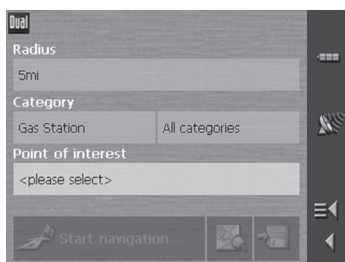 Dual
Radius
5mi
Category
Gas Station All categories
Point of interest
<please select>
Start navigation